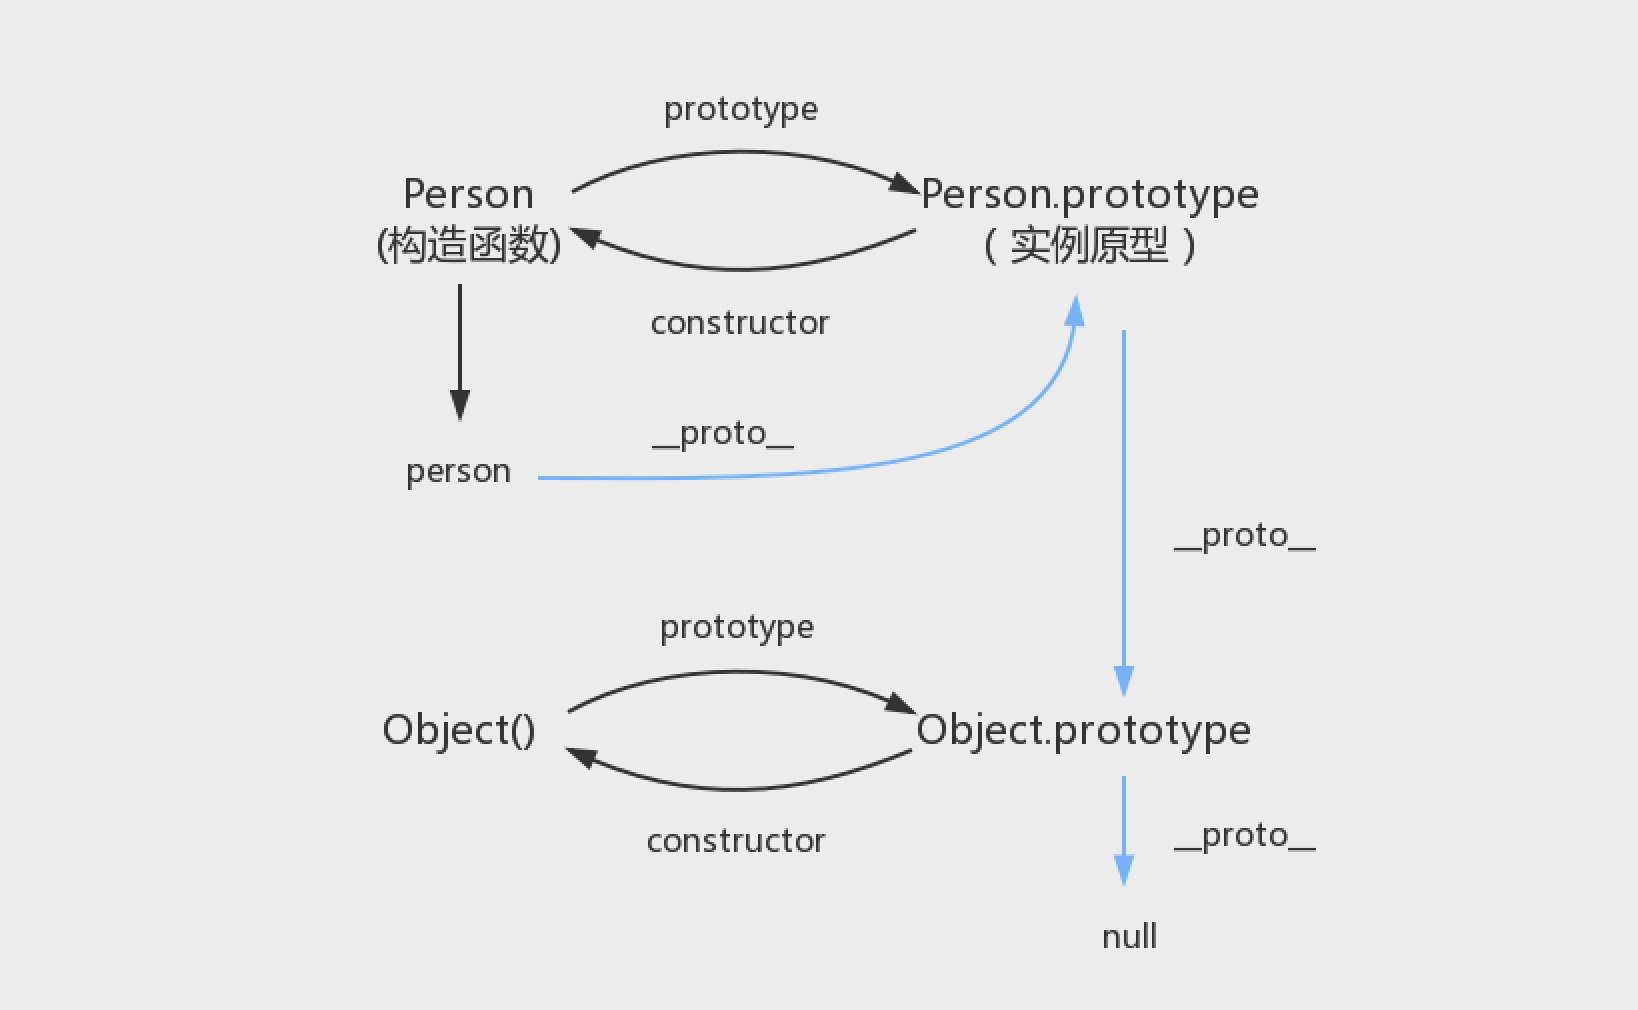 prototype
Person
Person.prototype
(构造函数)
（实例原型）
constructor
__proto__
person
__proto__
prototype
Object()
Object.prototype
constructor
__proto__
null